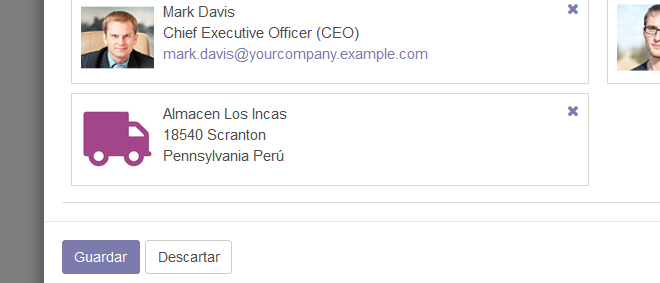 Mark Davis
Chief Executive Officer (CEO)
mark.davis@yourcompany.example.com
Almacen Los Incas
18540 Scranton
Pennsylvania Perú
Guardar
Descartar